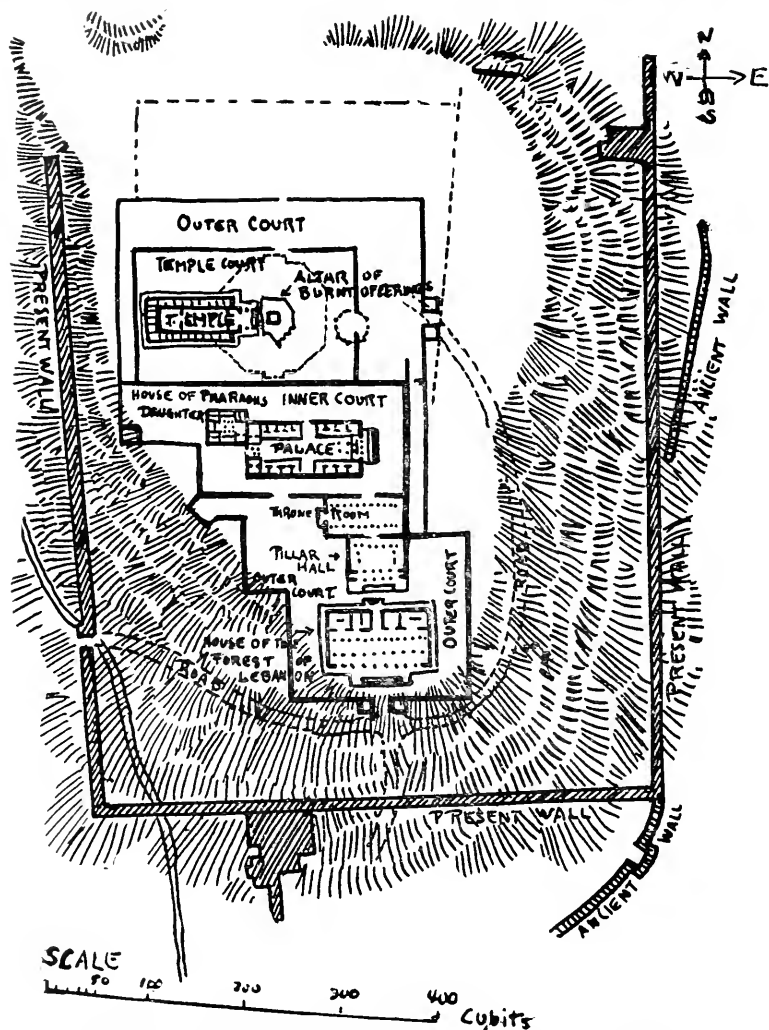 N
E
OUTER COURT
TEMPLE COURT
ALTAR OF
BURNT OFFERINGS
TEMPLE
PRESENT WALL
ANCIENT WALL
HOUSE OF PHARAOHS
DAUGHTER
INNER COURT
PALACE
THRONE ROOM
PILLAR
HALL
OUTER
COURT
OUTER COURT
HOUSE OF THE
FOREST OF
LEBANON
ROAD
ROAD
PRESENT WALL
PRESENT WALL
ANCIENT WALL
SCALE
50 100 200 300 400
Cubits